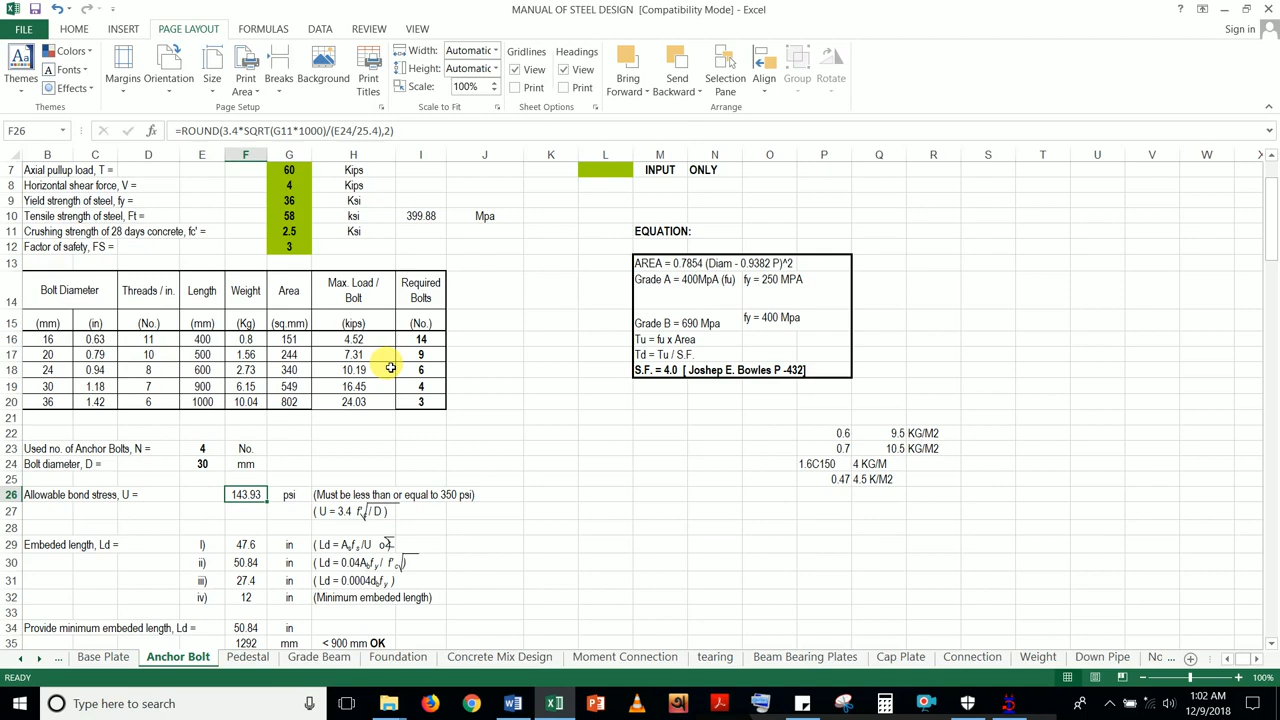 MANUAL OF STEEL DESIGN [Compatibility Mode] - Excel
FILE HOME INSERT PAGE LAYOUT FORMULAS DATA REVIEW VIEW Sign in
Themes Colors Fonts Effects
Margins Orientation Size Print Area Breaks Background Print Titles
Width: Automatic
Height: Automatic
Scale: 100%
Gridlines Headings
View View
Print Print
Bring Forward Send Backward Selection Pane Align Group Rotate
Themes Page Setup Scale to Fit Sheet Options Arrange
F26 =ROUND(3.4*SQRT(G11*1000)/(E24/25.4),2)
B C D E F G H I J K L M N O P Q R S T U V W X
7 Axial pullup load, T = 60 Kips INPUT ONLY
8 Horizontal shear force, V = 4 Kips
9 Yield strength of steel, fy = 36 Ksi
10 Tensile strength of steel, Ft = 58 ksi 399.88 Mpa
11 Crushing strength of 28 days concrete, fc' = 2.5 Ksi EQUATION:
12 Factor of safety, FS = 3
13 AREA = 0.7854 (Diam - 0.9382 P)^2
14 Bolt Diameter Threads / in. Length Weight Area Max. Load / Bolt Required Bolts Grade A = 400MpA (fu) fy = 250 MPA
15 (mm) (in) (No.) (mm) (Kg) (sq.mm) (kips) (No.) Grade B = 690 Mpa fy = 400 Mpa
16 16 0.63 11 400 0.8 151 4.52 14 Tu = fu x Area
17 20 0.79 10 500 1.56 244 7.31 9 Td = Tu / S.F.
18 24 0.94 8 600 2.73 340 10.19 6 S.F. = 4.0 [ Joshep E. Bowles P -432]
19 30 1.18 7 900 6.15 549 16.45 4
20 36 1.42 6 1000 10.04 802 24.03 3
21
22 0.6 9.5 KG/M2
23 Used no. of Anchor Bolts, N = 4 No. 0.7 10.5 KG/M2
24 Bolt diameter, D = 30 mm 1.6C150 4 KG/M
25 0.47 4.5 K/M2
26 Allowable bond stress, U = 143.93 psi (Must be less than or equal to 350 psi)
27 ( U = 3.4 f'√ / D )
28
29 Embeded length, Ld = I) 47.6 in ( Ld = Asfs /U o∑
30 ii) 50.84 in ( Ld = 0.04Abfy / f'c√ )
31 iii) 27.4 in ( Ld = 0.0004dbfy )
32 iv) 12 in (Minimum embeded length)
33
34 Provide minimum embeded length, Ld = 50.84 in
35 1292 mm < 900 mm OK
... Base Plate Anchor Bolt Pedestal Grade Beam Foundation Concrete Mix Design Moment Connection tearing Beam Bearing Plates Cap Plate Connection Weight Down Pipe No ...
READY 100%
Type here to search
1:02 AM
12/9/2018